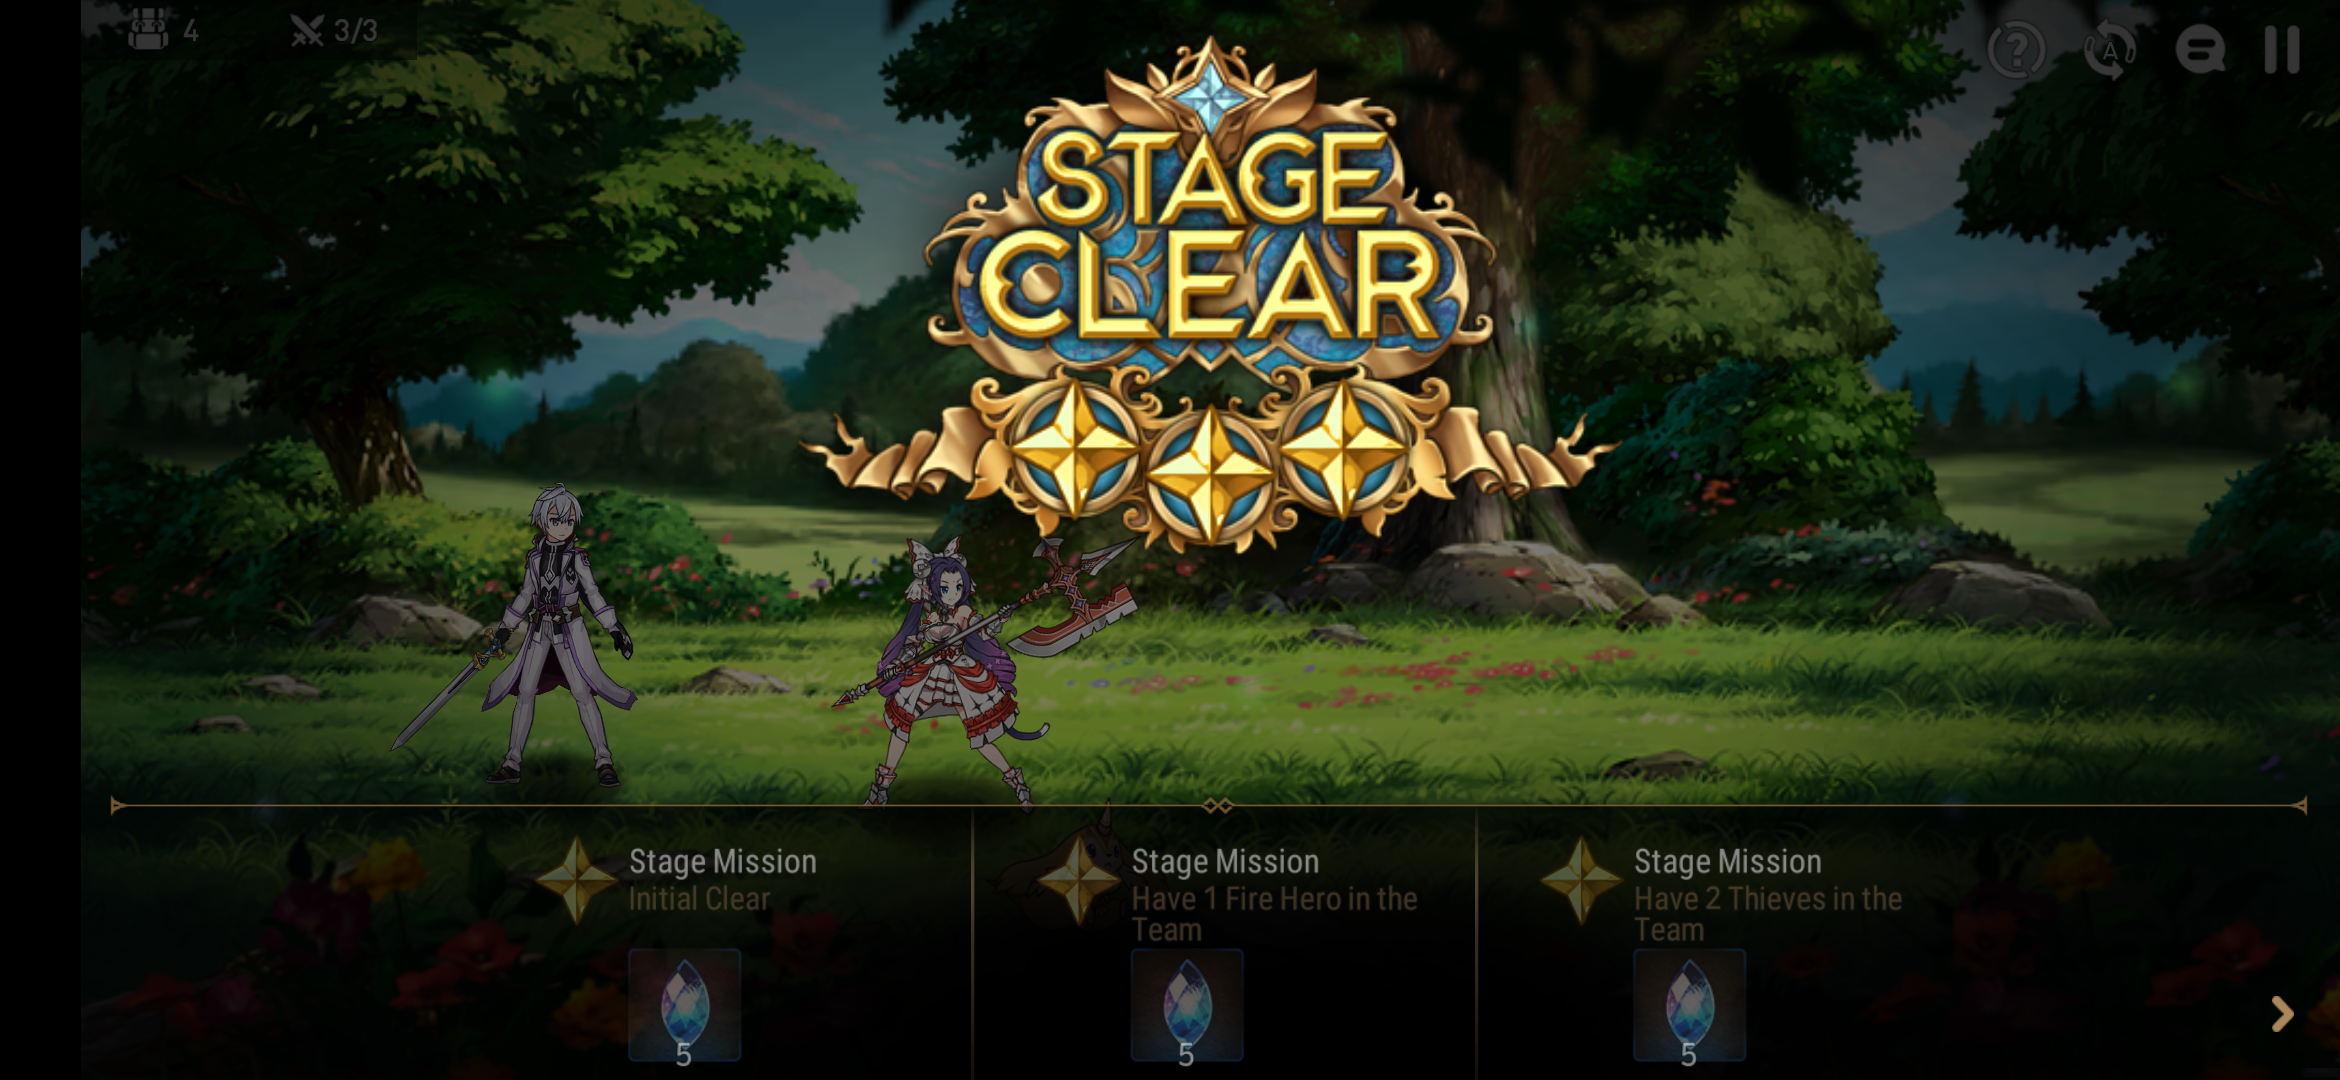 4
3/3
A
STAGE
CLEAR
Stage Mission
Initial Clear
5
Stage Mission
Have 1 Fire Hero in the
Team
5
Stage Mission
Have 2 Thieves in the
Team
5